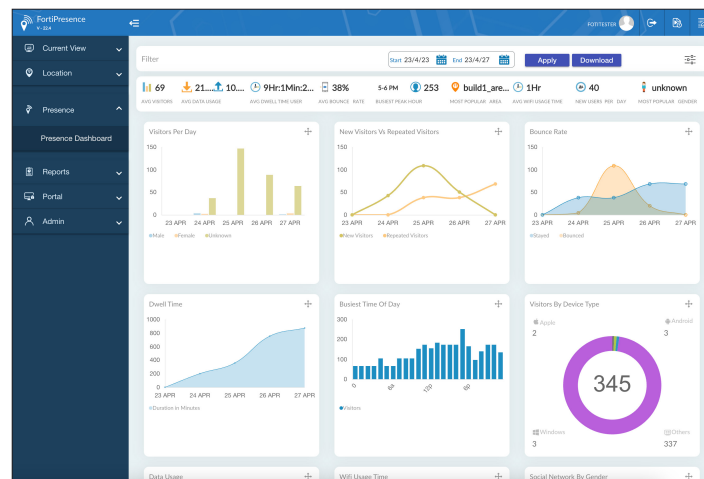 FortiPresence
V - 22.4
FORTITESTER
Current View
Location
Presence
Presence Dashboard
Reports
Portal
Admin
Filter
Start 23/4/23 End 23/4/27 Apply Download
69 21.... 10.... 9Hr:1Min:2... 38% 5-6 PM 253 build1_are... 1Hr 40 unknown
AVG VISITORS AVG DATA USAGE AVG DWELL TIME USER AVG BOUNCE RATE BUSIEST PEAK HOUR MOST POPULAR AREA AVG WIFI USAGE TIME NEW USERS PER DAY MOST POPULAR GENDER
Visitors Per Day
150
100
50
0
23 APR 24 APR 25 APR 26 APR 27 APR
Male Female Unknown
New Visitors Vs Repeated Visitors
150
100
50
0
23 APR 24 APR 25 APR 26 APR 27 APR
New Visitors Repeated Visitors
Bounce Rate
150
100
50
0
23 APR 24 APR 25 APR 26 APR 27 APR
Stayed Bounced
Dwell Time
1000
800
600
400
200
0
23 APR 24 APR 25 APR 26 APR 27 APR
Duration in Minutes
Busiest Time Of Day
300
200
100
0
0 6a 12p 6p
Visitors
Visitors By Device Type
Apple Android
2 3
345
Windows Others
3 337
Data Usage
Wifi Usage Time
Social Network By Gender